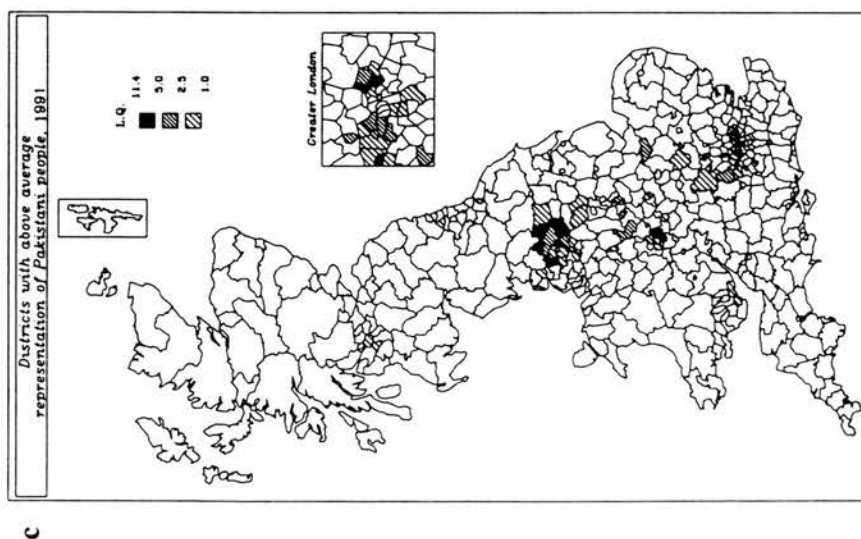 c
Districts with above average
representation of Pakistani people, 1991
L.Q.
11.4
5.0
2.5
1.0
Greater London